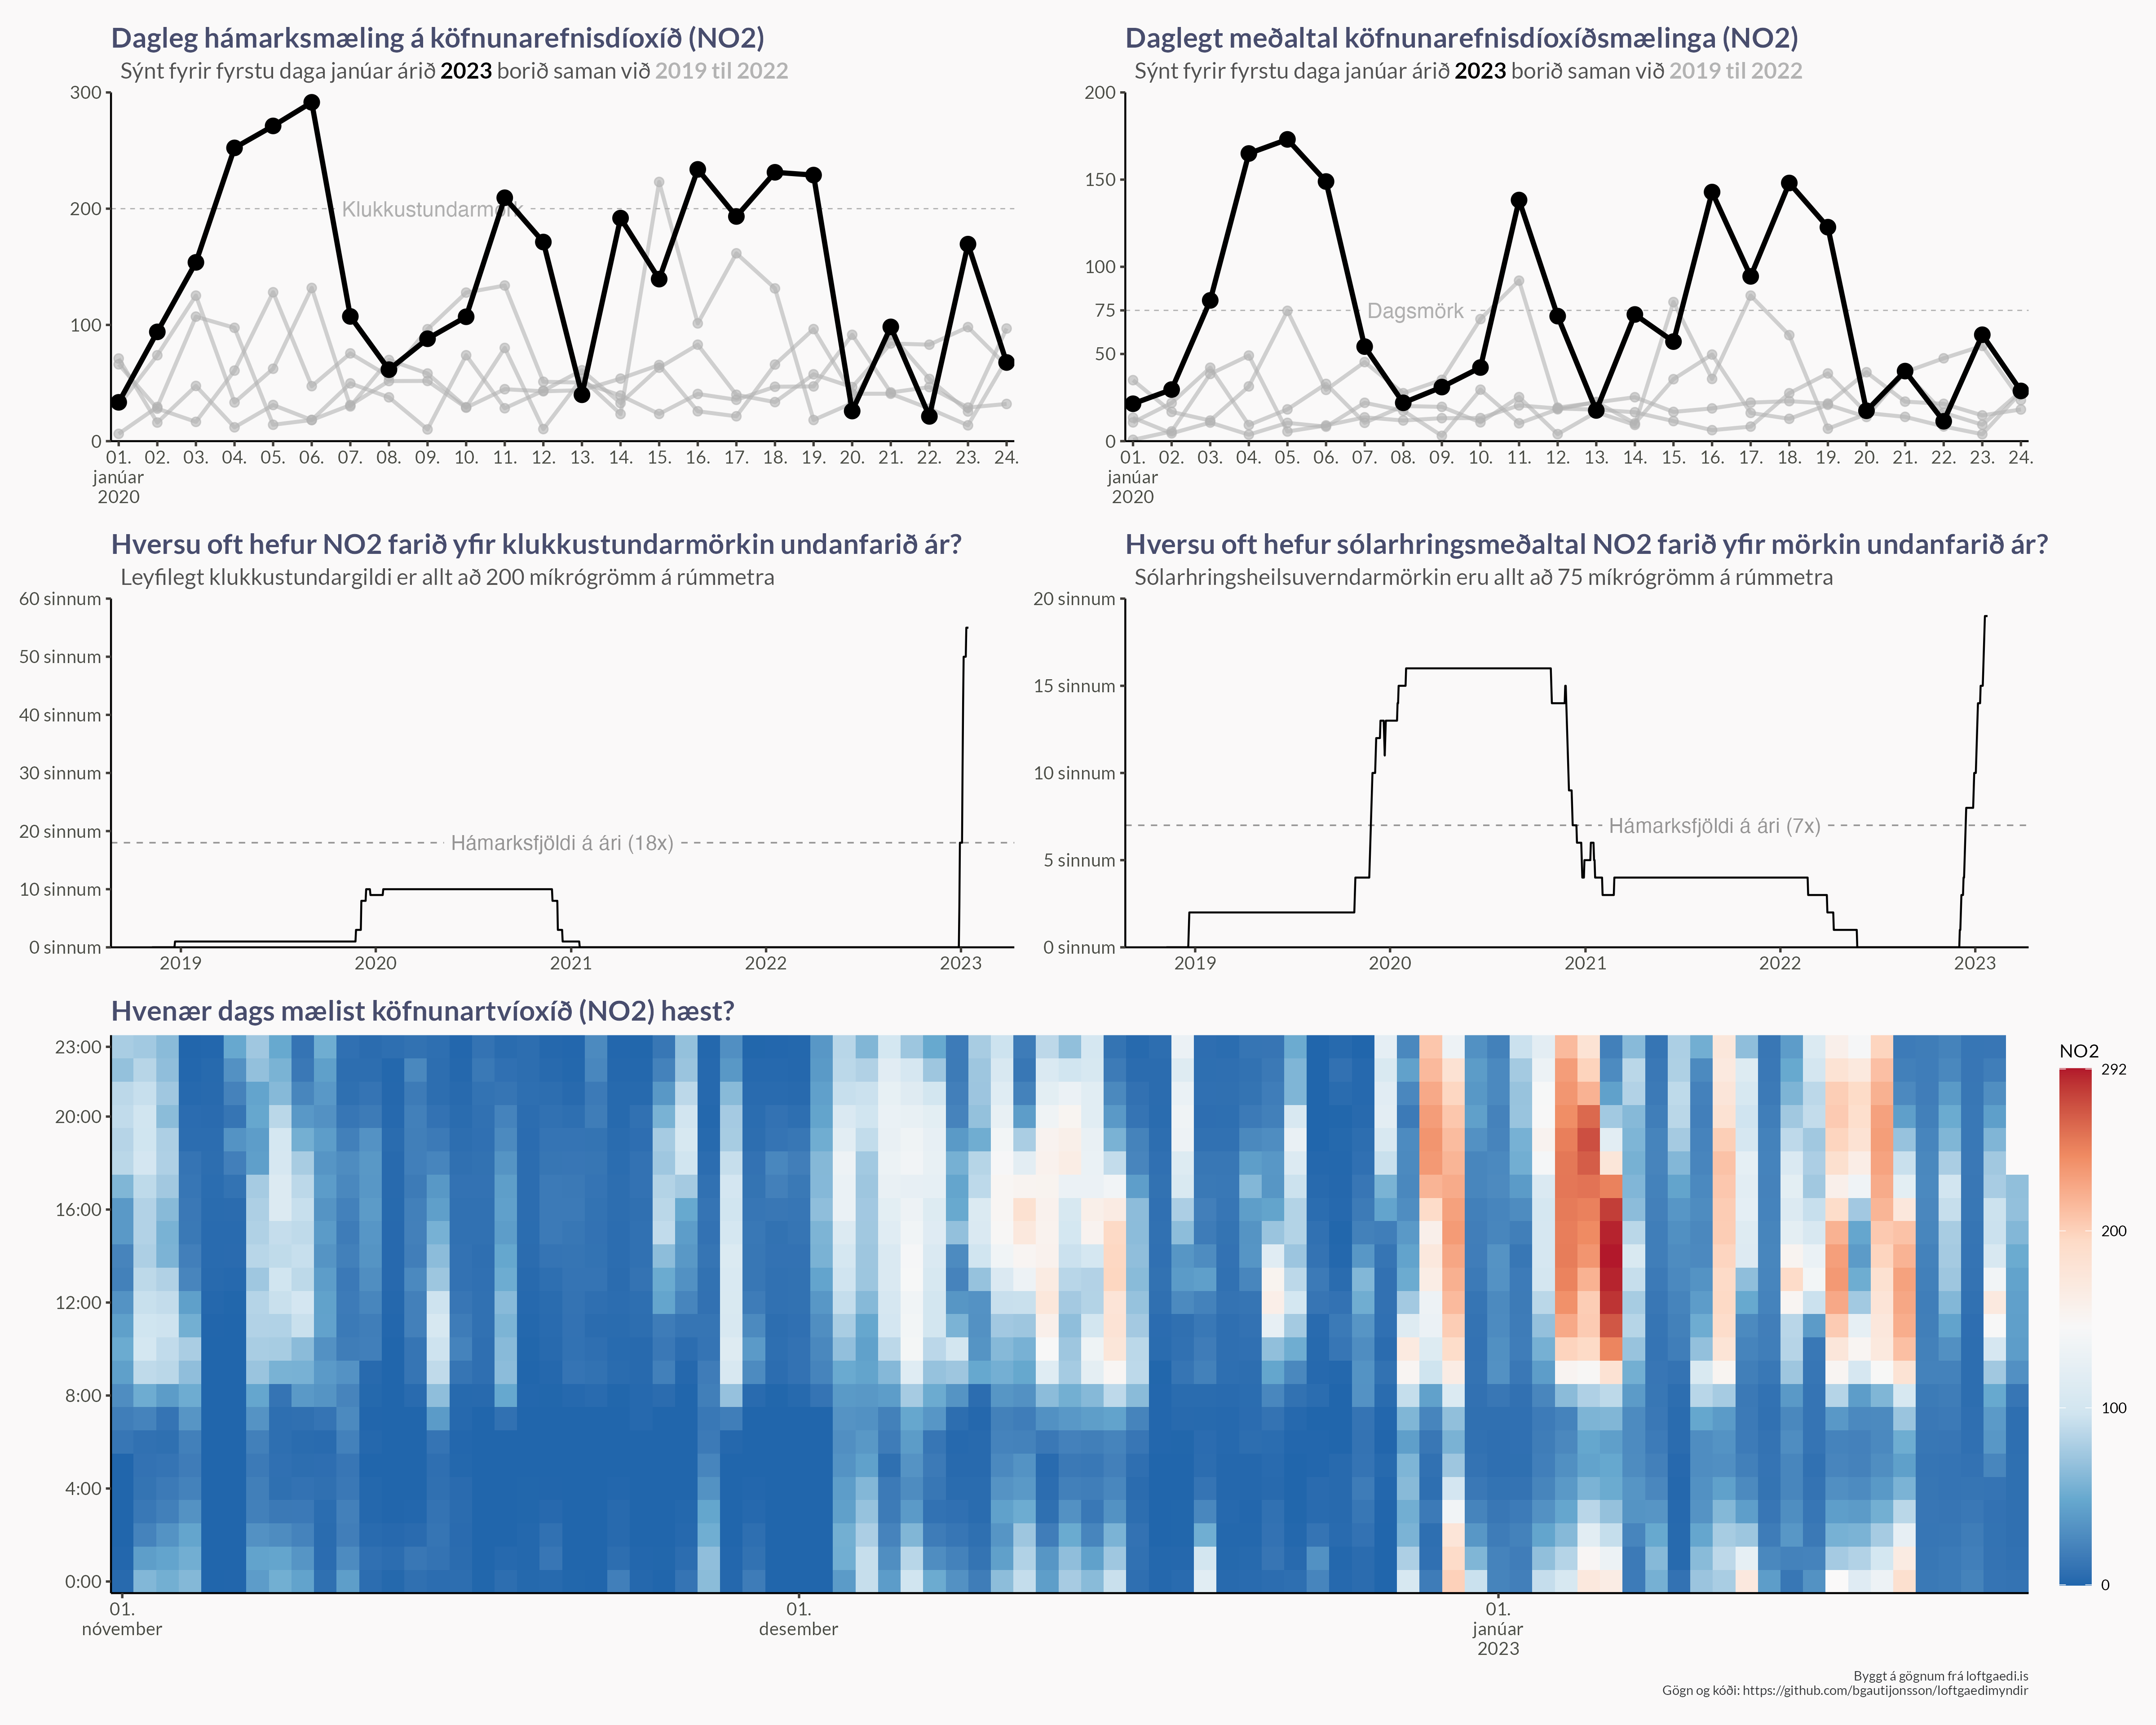 Dagleg hámarksmæling á köfnunarefnisdíoxíð (NO2)
Sýnt fyrir fyrstu daga janúar árið 2023 borið saman við 2019 til 2022
300
200
100
0
Klukkustundarmörk
01. 02. 03. 04. 05. 06. 07. 08. 09. 10. 11. 12. 13. 14. 15. 16. 17. 18. 19. 20. 21. 22. 23. 24.
janúar
2020
Daglegt meðaltal köfnunarefnisdíoxíðsmælinga (NO2)
Sýnt fyrir fyrstu daga janúar árið 2023 borið saman við 2019 til 2022
200
150
100
75
50
0
Dagsmörk
01. 02. 03. 04. 05. 06. 07. 08. 09. 10. 11. 12. 13. 14. 15. 16. 17. 18. 19. 20. 21. 22. 23. 24.
janúar
2020
Hversu oft hefur NO2 farið yfir klukkustundarmörkin undanfarið ár?
Leyfilegt klukkustundargildi er allt að 200 míkrógrömm á rúmmetra
60 sinnum
50 sinnum
40 sinnum
30 sinnum
20 sinnum
10 sinnum
0 sinnum
Hámarksfjöldi á ári (18x)
2019 2020 2021 2022 2023
Hversu oft hefur sólarhringsmeðaltal NO2 farið yfir mörkin undanfarið ár?
Sólarhringsheilsuverndarmörkin eru allt að 75 míkrógrömm á rúmmetra
20 sinnum
15 sinnum
10 sinnum
5 sinnum
0 sinnum
Hámarksfjöldi á ári (7x)
2019 2020 2021 2022 2023
Hvenær dags mælist köfnunartvíoxíð (NO2) hæst?
23:00
20:00
16:00
12:00
8:00
4:00
0:00
01. 01. 01.
nóvember desember janúar
2023
NO2
292
200
100
0
Byggt á gögnum frá loftgaedi.is
Gögn og kóði: https://github.com/bgautijonsson/loftgaedimyndir